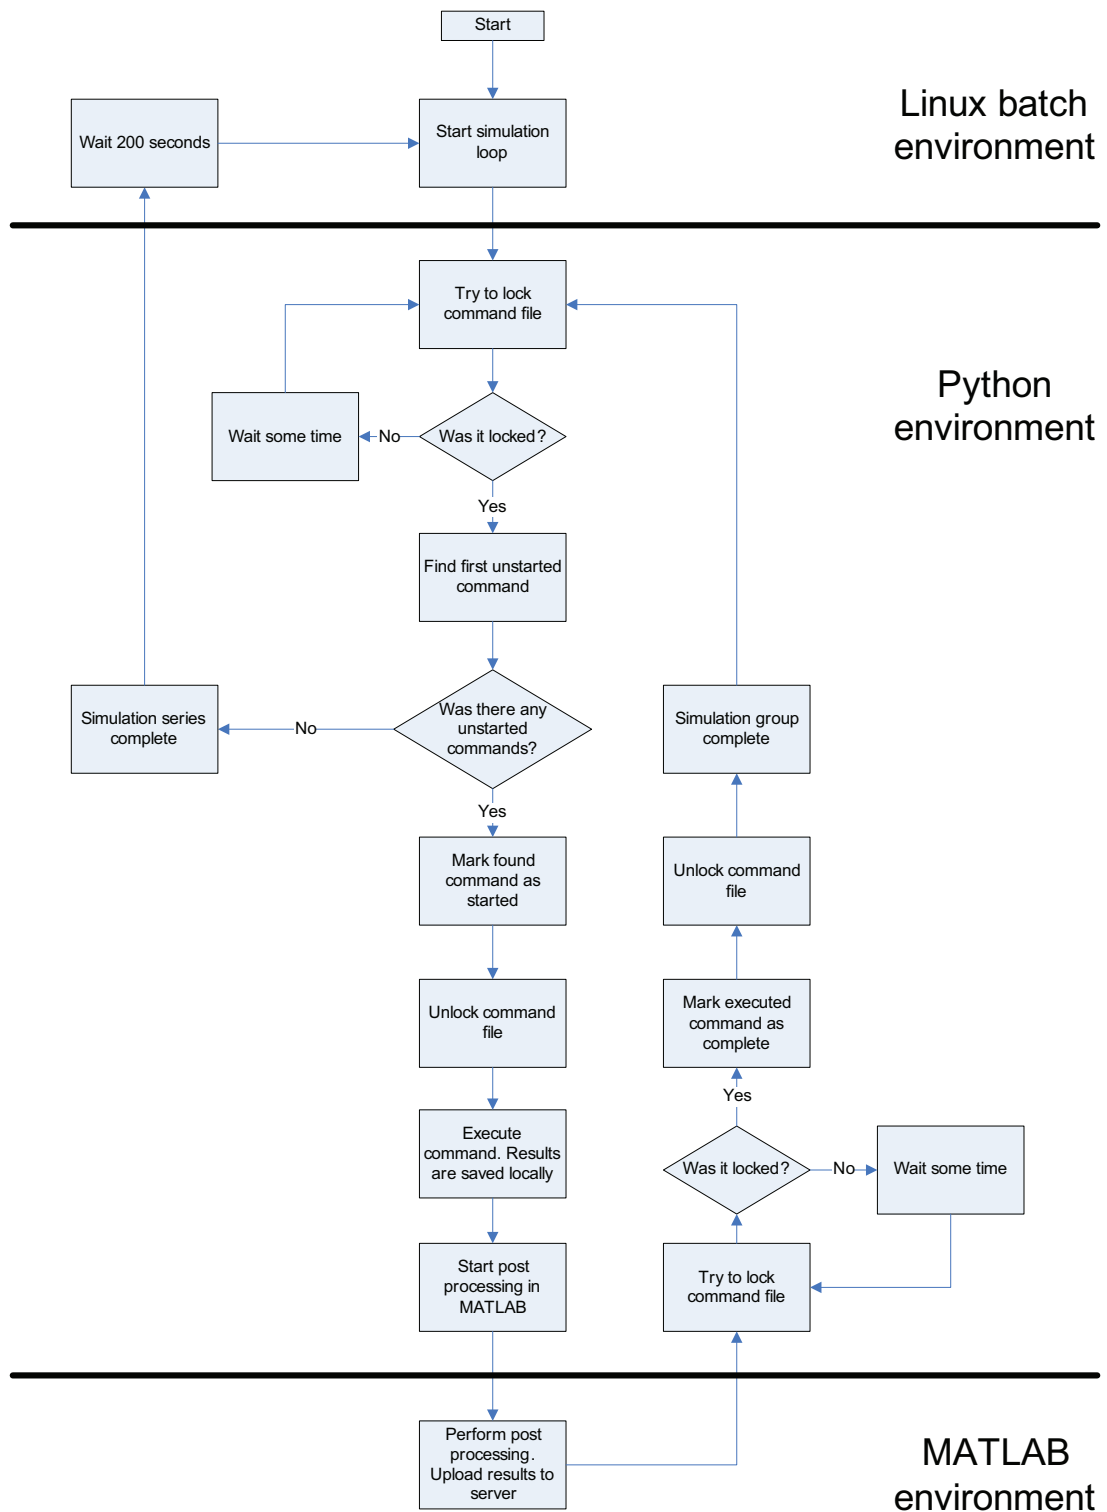 Start
Linux batch
environment
Wait 200 seconds
Start simulation
loop
Try to lock
command file
Python
environment
Wait some time
No
Was it locked?
Yes
Find first unstarted
command
Simulation series
complete
No
Was there any
unstarted
commands?
Simulation group
complete
Yes
Mark found
command as
started
Unlock command
file
Unlock command
file
Mark executed
command as
complete
Yes
Execute
command. Results
are saved locally
Was it locked?
No
Wait some time
Start post
processing in
MATLAB
Try to lock
command file
Perform post
processing.
Upload results to
server
MATLAB
environment